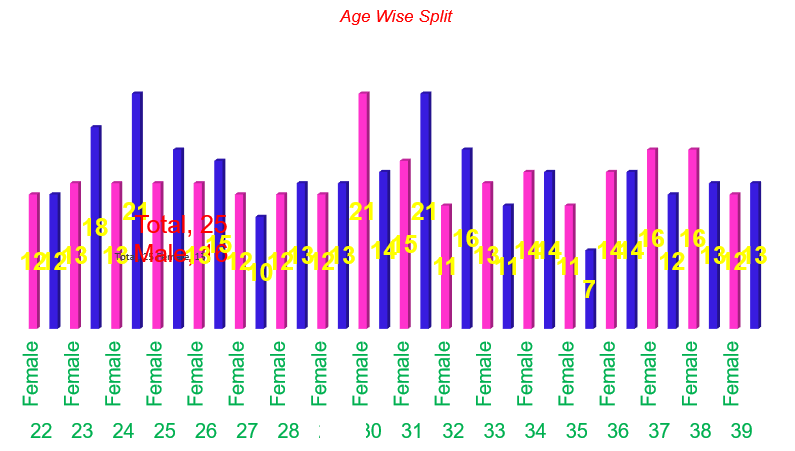 Age Wise Split
12 12 13 18 13 21
Total, 25
Male,
13 15 12 10 12 13 12 13 21 14 15 21 11 16 13 11 14 14 11 7 14 14 16 12 16 13 12 13
Female Female Female Female Female Female Female Female Female Female Female Female Female Female Female Female Female
22 23 24 25 26 27 28 30 31 32 33 34 35 36 37 38 39